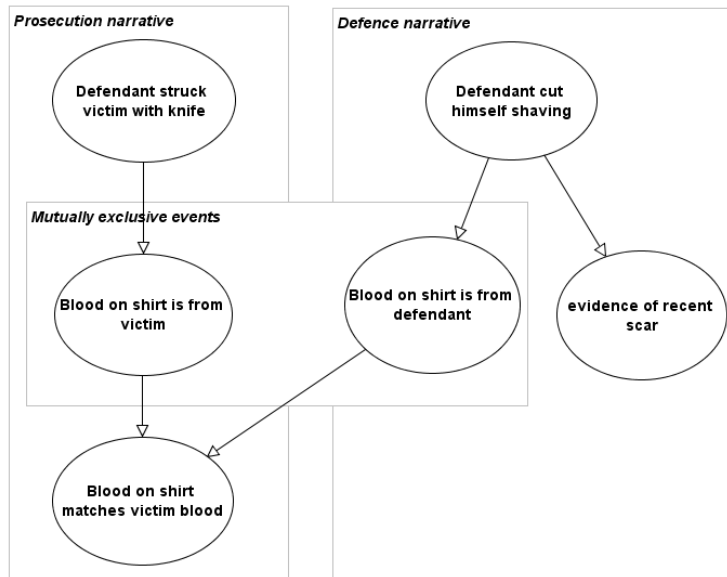 Prosecution narrative
Defence narrative
Defendant struck
victim with knife
Defendant cut
himself shaving
Mutually exclusive events
Blood on shirt is from
victim
Blood on shirt is from
defendant
evidence of recent
scar
Blood on shirt
matches victim blood